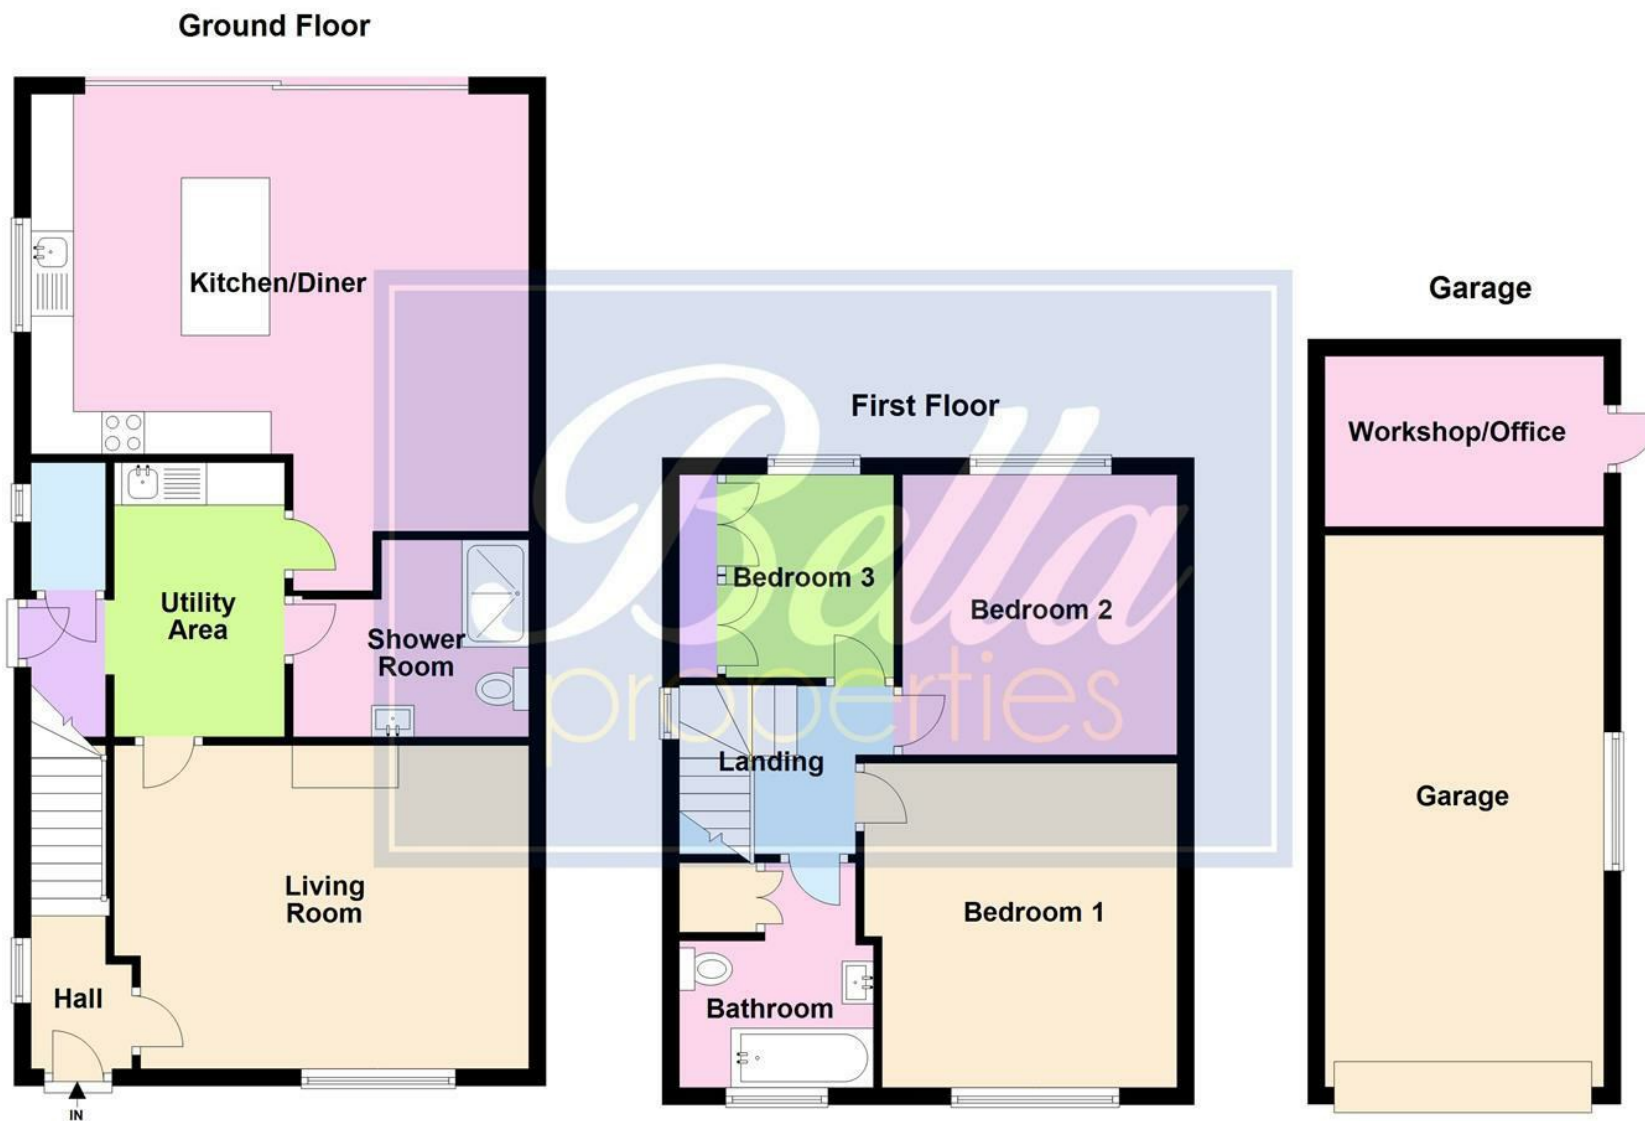 Ground Floor
Kitchen/Diner
Utility
Area
Shower
Room
Living
Room
Hall
IN
First Floor
Bedroom 3
Bedroom 2
Landing
Bedroom 1
Bathroom
Garage
Workshop/Office
Garage
Bella
properties